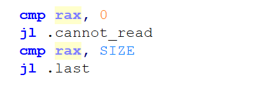 cmp rax, 0
jl .cannot_read
cmp rax, SIZE
jl .last